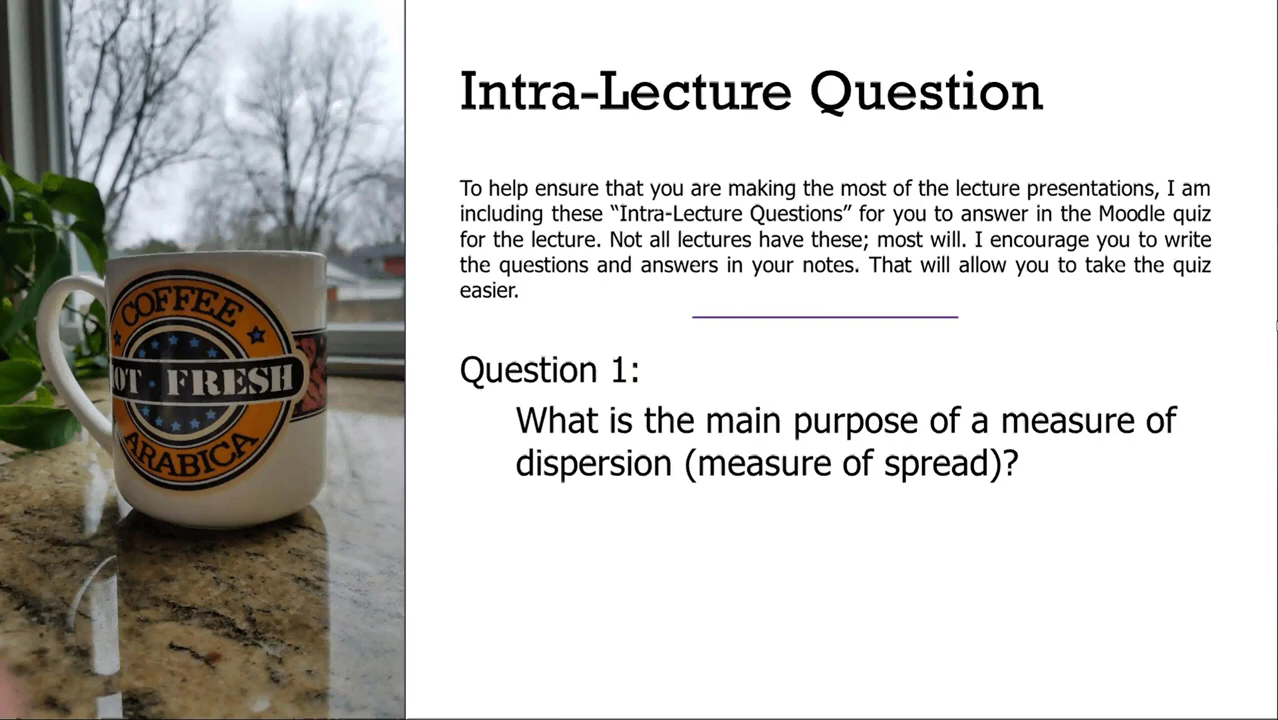 Intra-Lecture Question
To help ensure that you are making the most of the lecture presentations, I am
including these “Intra-Lecture Questions” for you to answer in the Moodle quiz
for the lecture. Not all lectures have these; most will. I encourage you to write
the questions and answers in your notes. That will allow you to take the quiz
easier.
Question 1:
What is the main purpose of a measure of
dispersion (measure of spread)?
COFFEE
OT · FRESH
ARABICA